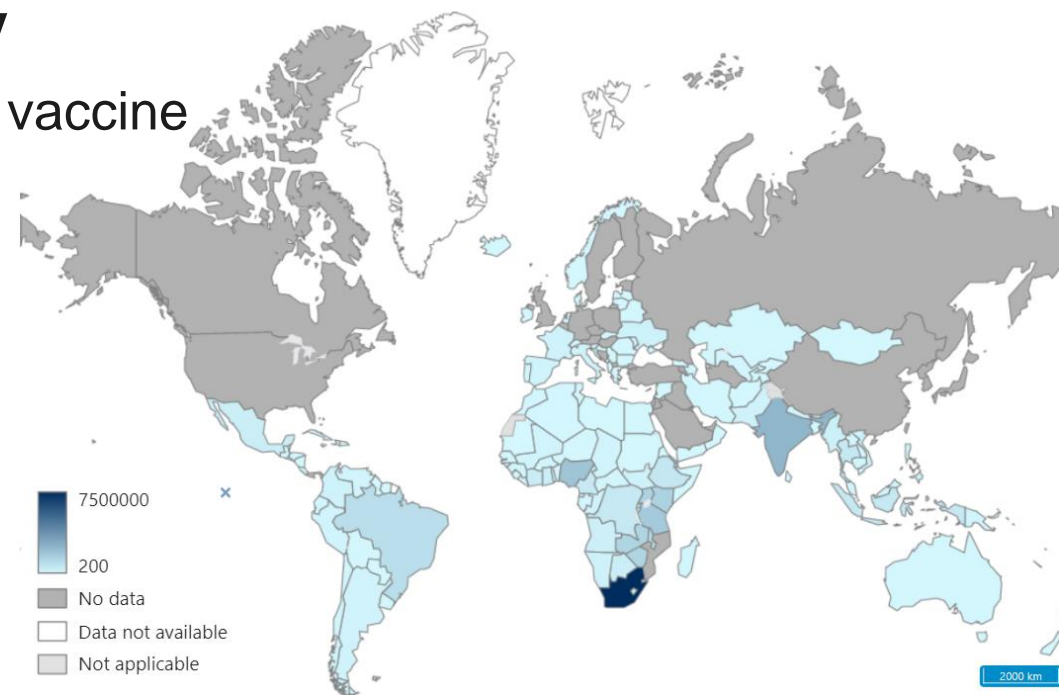 vaccine
7500000
200
No data
Data not available
Not applicable
2000 km